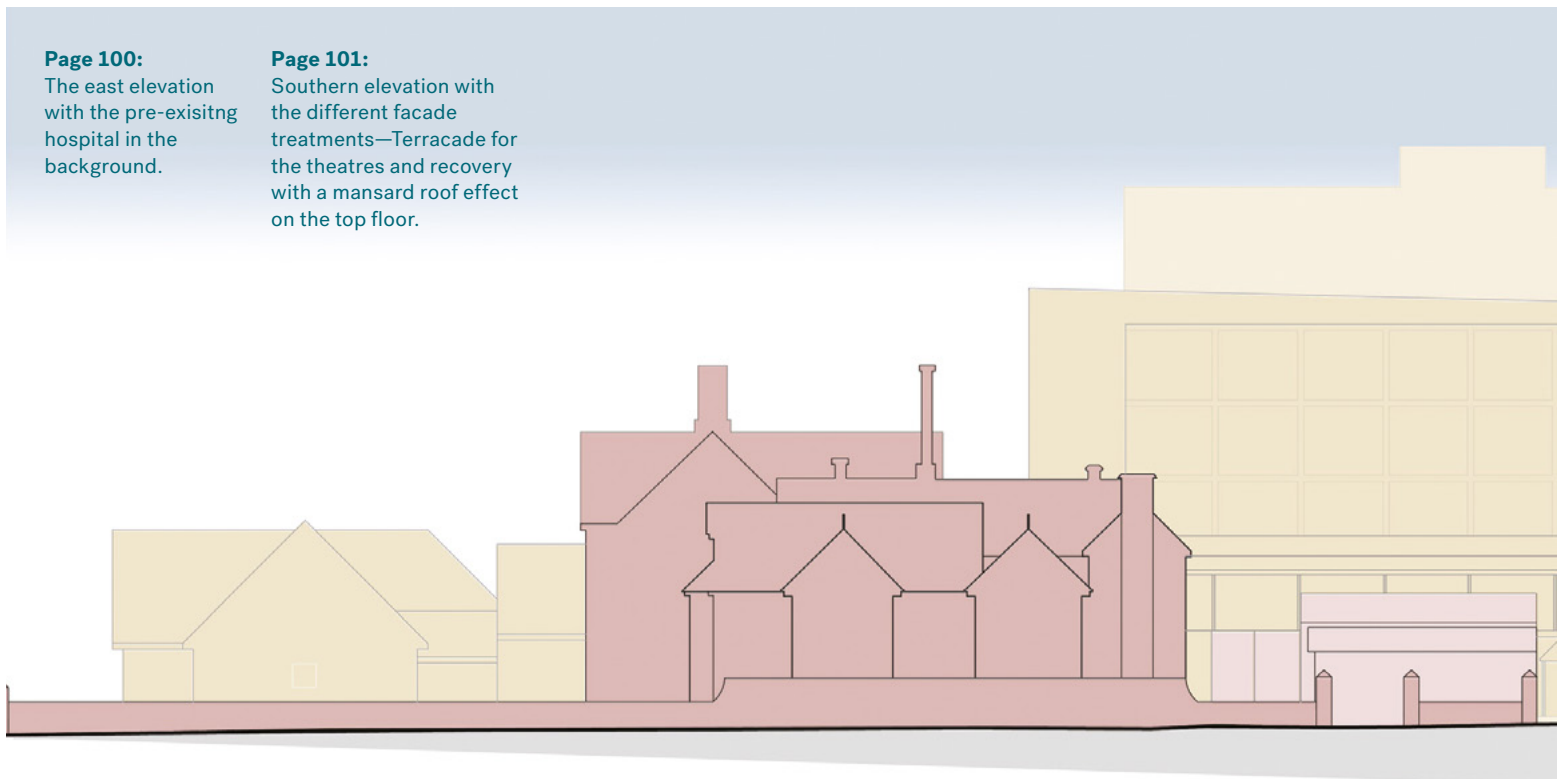 Page 100:
The east elevation
with the pre-exisitng
hospital in the
background.
Page 101:
Southern elevation with
the different facade
treatments—Terracade for
the theatres and recovery
with a mansard roof effect
on the top floor.